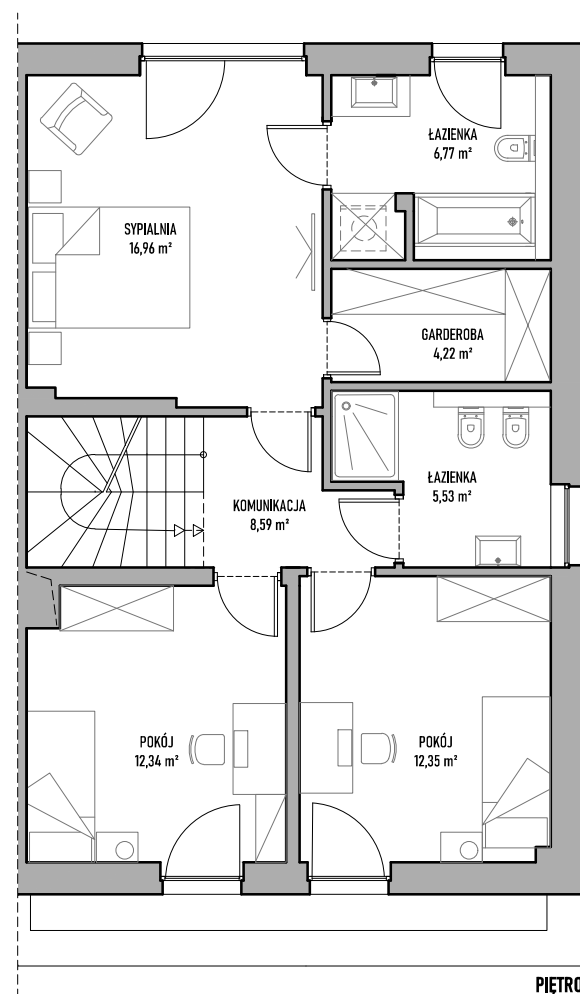 ŁAZIENKA
6,77 m²
SYPIALNIA
16,96 m²
GARDEROBA
4,22 m²
ŁAZIENKA
5,53 m²
KOMUNIKACJA
8,59 m²
POKÓJ
12,34 m²
POKÓJ
12,35 m²
PIĘTRO